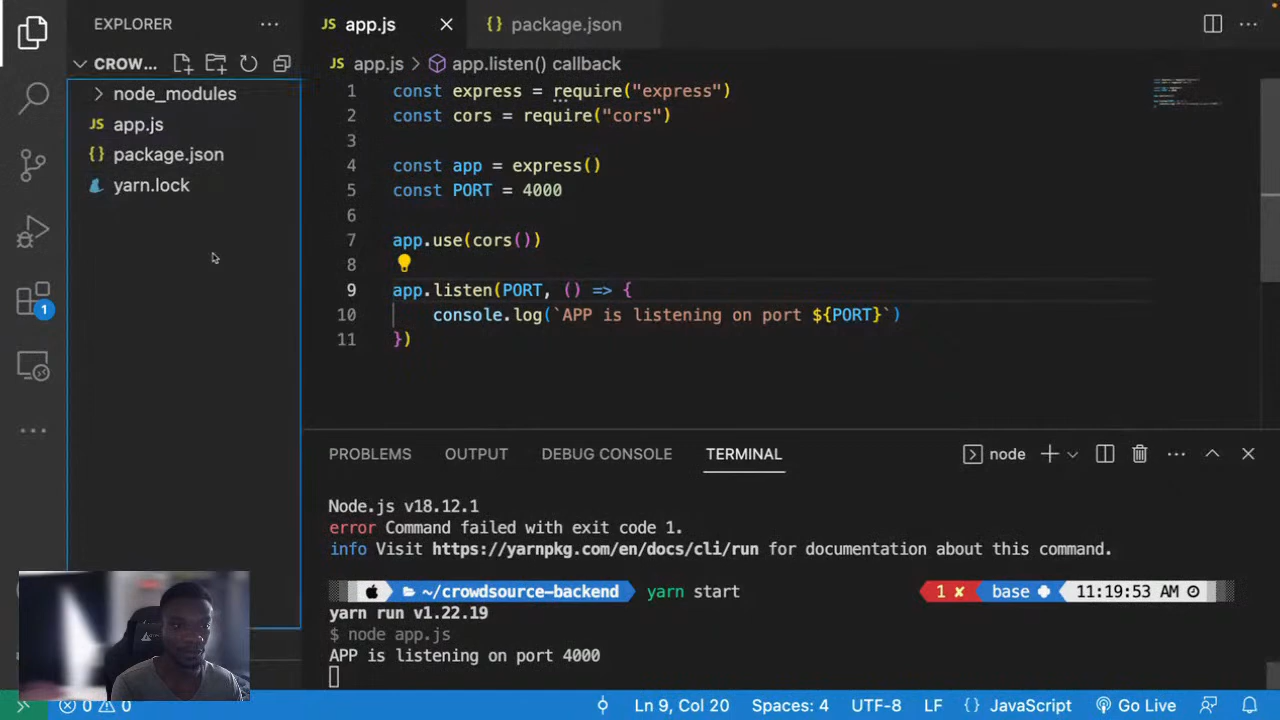 EXPLORER
CROW...
node_modules
app.js
package.json
yarn.lock
1
JS app.js
{} package.json
JS app.js > app.listen() callback
1 const express = require("express")
2 const cors = require("cors")
3
4 const app = express()
5 const PORT = 4000
6
7 app.use(cors())
8
9 app.listen(PORT, () => {
10 console.log(`APP is listening on port ${PORT}`)
11 })
PROBLEMS OUTPUT DEBUG CONSOLE TERMINAL
node
Node.js v18.12.1
error Command failed with exit code 1.
info Visit https://yarnpkg.com/en/docs/cli/run for documentation about this command.
~/crowdsource-backend yarn start 1 ✘ base 11:19:53 AM
yarn run v1.22.19
$ node app.js
APP is listening on port 4000
0 0 Ln 9, Col 20 Spaces: 4 UTF-8 LF {} JavaScript Go Live